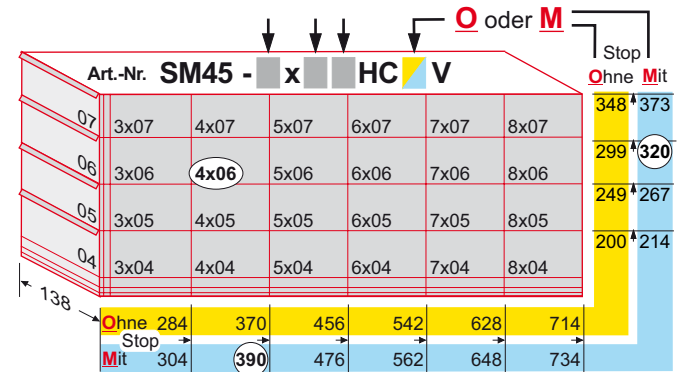 O oder M
Stop
Ohne Mit
Art.-Nr. SM45 - x HC V
348 373
07 3x07 4x07 5x07 6x07 7x07 8x07
299 320
06 3x06 4x06 5x06 6x06 7x06 8x06
249 267
05 3x05 4x05 5x05 6x05 7x05 8x05
200 214
04 3x04 4x04 5x04 6x04 7x04 8x04
138
Ohne 284 370 456 542 628 714
Stop
Mit 304 390 476 562 648 734